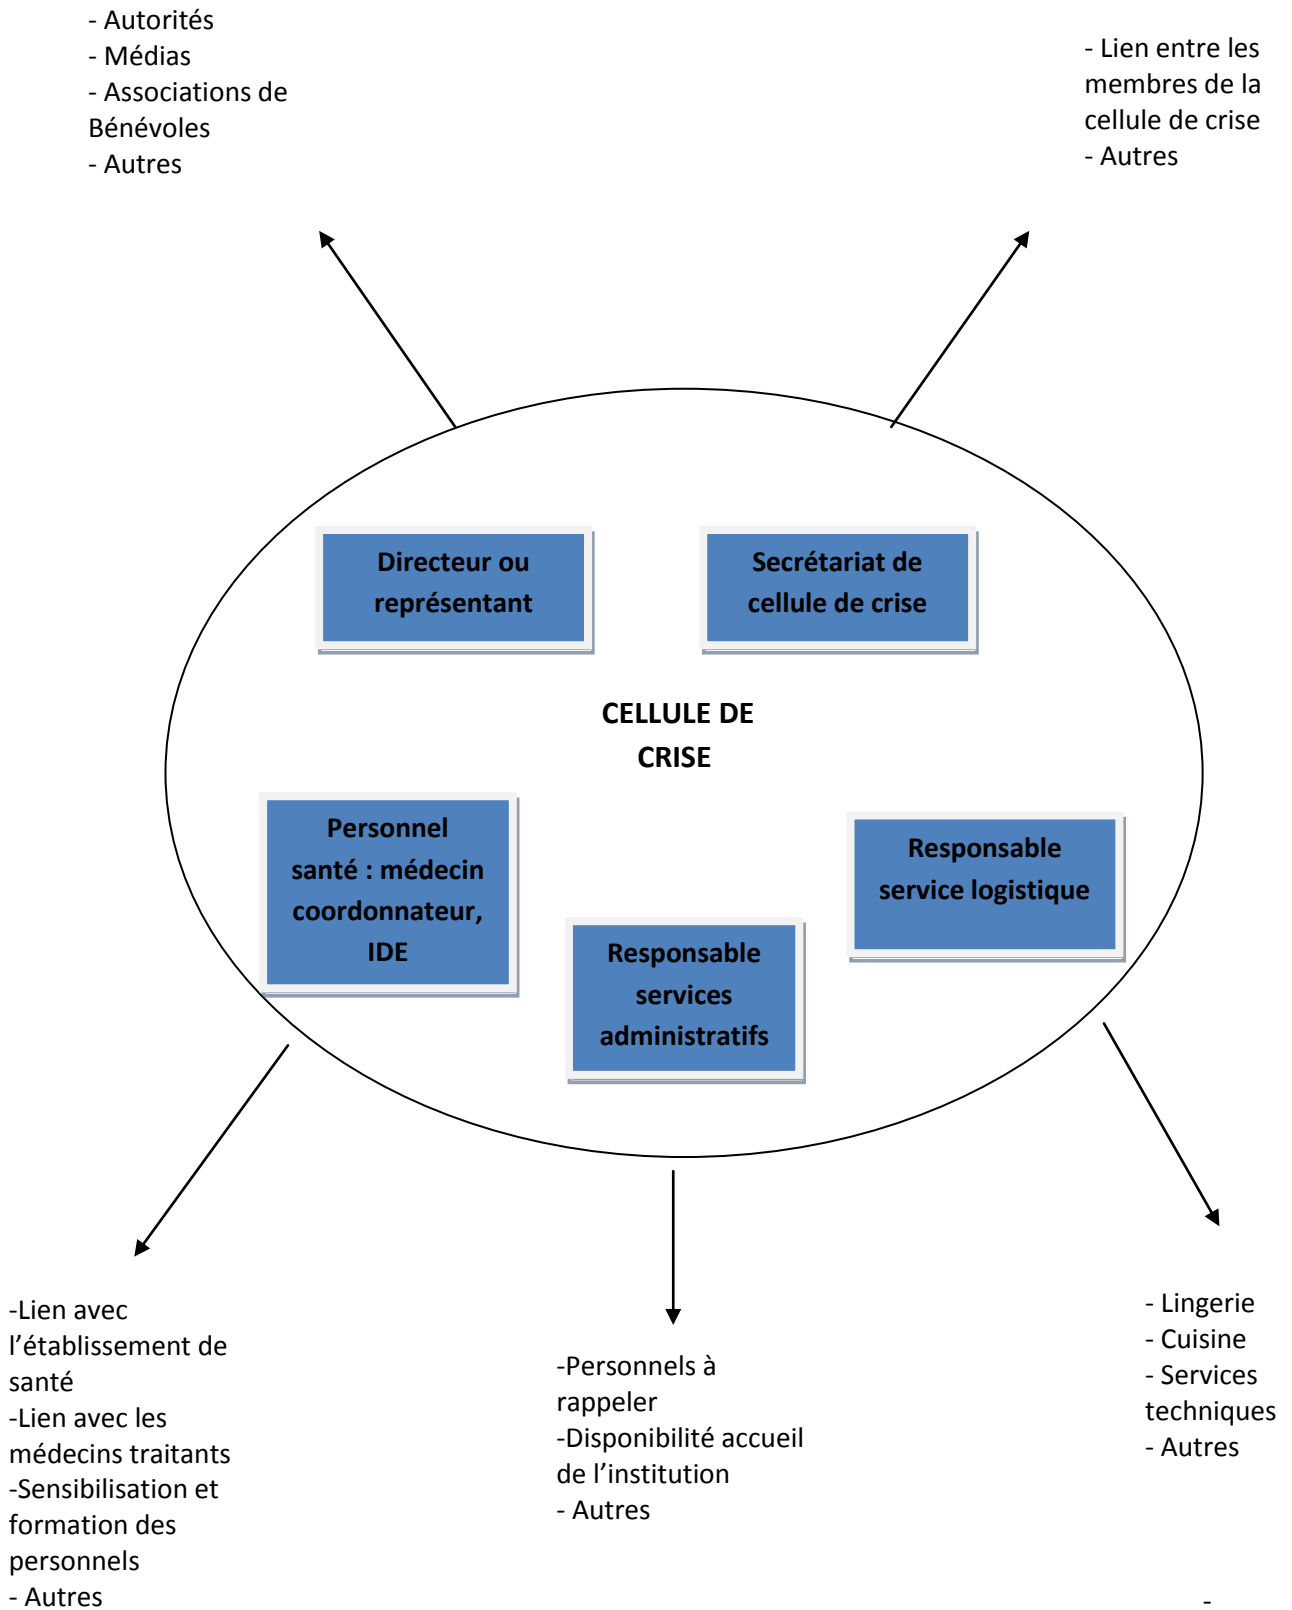 - Autorités
- Médias
- Associations de
Bénévoles
- Autres
- Lien entre les
membres de la
cellule de crise
- Autres
Directeur ou
représentant
Secrétariat de
cellule de crise
CELLULE DE
CRISE
Personnel
santé : médecin
coordonnateur,
IDE
Responsable
services
administratifs
Responsable
service logistique
-Lien avec
l’établissement de
santé
-Lien avec les
médecins traitants
-Sensibilisation et
formation des
personnels
- Autres
-Personnels à
rappeler
-Disponibilité accueil
de l’institution
- Autres
- Lingerie
- Cuisine
- Services
techniques
- Autres
-